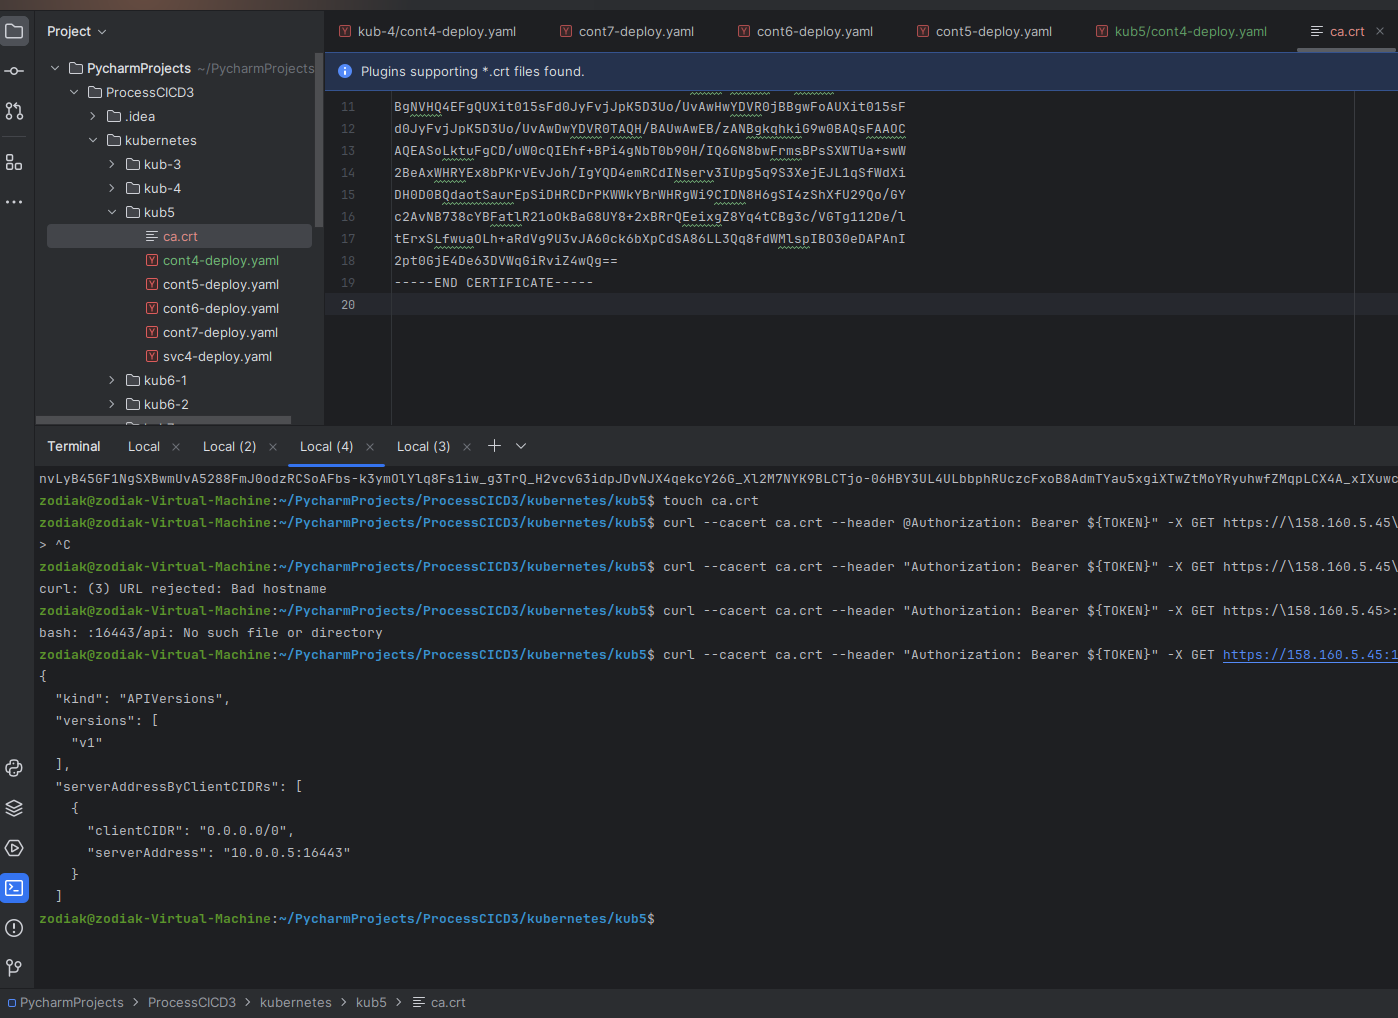 Project
kub-4/cont4-deploy.yaml
cont7-deploy.yaml
cont6-deploy.yaml
cont5-deploy.yaml
kub5/cont4-deploy.yaml
ca.crt
PycharmProjects ~/PycharmProjects
ProcessCICD3
.idea
kubernetes
kub-3
kub-4
kub5
ca.crt
cont4-deploy.yaml
cont5-deploy.yaml
cont6-deploy.yaml
cont7-deploy.yaml
svc4-deploy.yaml
kub6-1
kub6-2
Plugins supporting *.crt files found.
11 BgNVHQ4EFgQUXit015sFd0JyFvjJpK5D3Uo/UvAwHwYDVR0jBBgwFoAUXit015sF
12 d0JyFvjJpK5D3Uo/UvAwDwYDVR0TAQH/BAUwAwEB/zANBgkqhkiG9w0BAQsFAAOC
13 AQEASoLktuFgCD/uW0cQIEhf+BPi4gNbT0b90H/IQ6GN8bwFrmsBPsSXWTUa+swW
14 2BeAxWHRYEx8bPKrVEvJoh/IgYQD4emRCdINserv3IUpg5q9S3XejEJL1qSfWdXi
15 DH0D0BQdaotSaurEpSiDHRCDrPKWWkYBrWHRgWi9CIDN8H6gSI4zShXfU29Qo/GY
16 c2AvNB738cYBFatlR21oOkBaG8UY8+2xBRrQEeixgZ8Yq4tCBg3c/VGTg112De/l
17 tErxSLfwuaOLh+aRdVg9U3vJA60ck6bXpCdSA86LL3Qq8fdWMlspIBO30eDAPAnI
18 2pt0GjE4De63DVWqGiRviZ4wQg==
19 -----END CERTIFICATE-----
20
Terminal
Local
Local (2)
Local (4)
Local (3)
nvLyB45GF1NgSXBwmUvA5288FmJ0odzRCSoAFbs-k3ymOlYlq8Fs1iw_g3TrQ_H2vcvG3idpJDvNJX4qekcY26G_Xl2M7NYK9BLCTjo-06HBY3UL4ULbbphRUczcFxoB8AdmTYau5xgiXTwZtMoYRyuhwfZMqpLCX4A_xIXuwc
zodiak@zodiak-Virtual-Machine:~/PycharmProjects/ProcessCICD3/kubernetes/kub5$ touch ca.crt
zodiak@zodiak-Virtual-Machine:~/PycharmProjects/ProcessCICD3/kubernetes/kub5$ curl --cacert ca.crt --header @Authorization: Bearer ${TOKEN}" -X GET https://\158.160.5.45\
> ^C
zodiak@zodiak-Virtual-Machine:~/PycharmProjects/ProcessCICD3/kubernetes/kub5$ curl --cacert ca.crt --header "Authorization: Bearer ${TOKEN}" -X GET https://\158.160.5.45\
curl: (3) URL rejected: Bad hostname
zodiak@zodiak-Virtual-Machine:~/PycharmProjects/ProcessCICD3/kubernetes/kub5$ curl --cacert ca.crt --header "Authorization: Bearer ${TOKEN}" -X GET https:/\158.160.5.45>:
bash: :16443/api: No such file or directory
zodiak@zodiak-Virtual-Machine:~/PycharmProjects/ProcessCICD3/kubernetes/kub5$ curl --cacert ca.crt --header "Authorization: Bearer ${TOKEN}" -X GET https://158.160.5.45:1
{
"kind": "APIVersions",
"versions": [
"v1"
],
"serverAddressByClientCIDRs": [
{
"clientCIDR": "0.0.0.0/0",
"serverAddress": "10.0.0.5:16443"
}
]
zodiak@zodiak-Virtual-Machine:~/PycharmProjects/ProcessCICD3/kubernetes/kub5$
PycharmProjects > ProcessCICD3 > kubernetes > kub5 > ca.crt